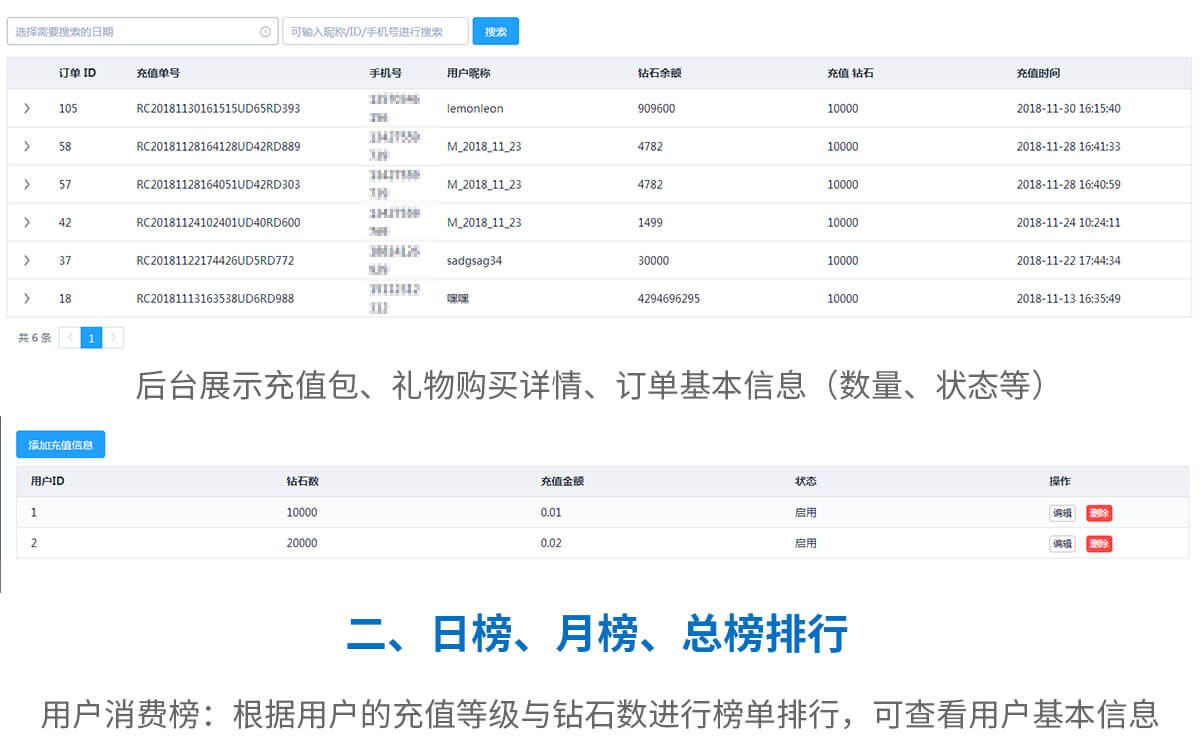 选择需要搜索的日期 可输入昵称/ID/手机号进行搜索 搜索
订单 ID 充值单号 手机号 用户昵称 钻石余额 充值 钻石 充值时间
105 RC20181130161515UD65RD393 lemonleon 909600 10000 2018-11-30 16:15:40
58 RC20181128164128UD42RD889 M_2018_11_23 4782 10000 2018-11-28 16:41:33
57 RC20181128164051UD42RD303 M_2018_11_23 4782 10000 2018-11-28 16:40:59
42 RC20181124102401UD40RD600 M_2018_11_23 1499 10000 2018-11-24 10:24:11
37 RC20181122174426UD5RD772 sadgsag34 30000 10000 2018-11-22 17:44:34
18 RC20181113163538UD6RD988 嘿嘿 4294696295 10000 2018-11-13 16:35:49
共 6 条 1
后台展示充值包、礼物购买详情、订单基本信息（数量、状态等）
添加充值信息
用户ID 钻石数 充值金额 状态 操作
1 10000 0.01 启用 编辑 删除
2 20000 0.02 启用 编辑 删除
二、日榜、月榜、总榜排行
用户消费榜：根据用户的充值等级与钻石数进行榜单排行，可查看用户基本信息